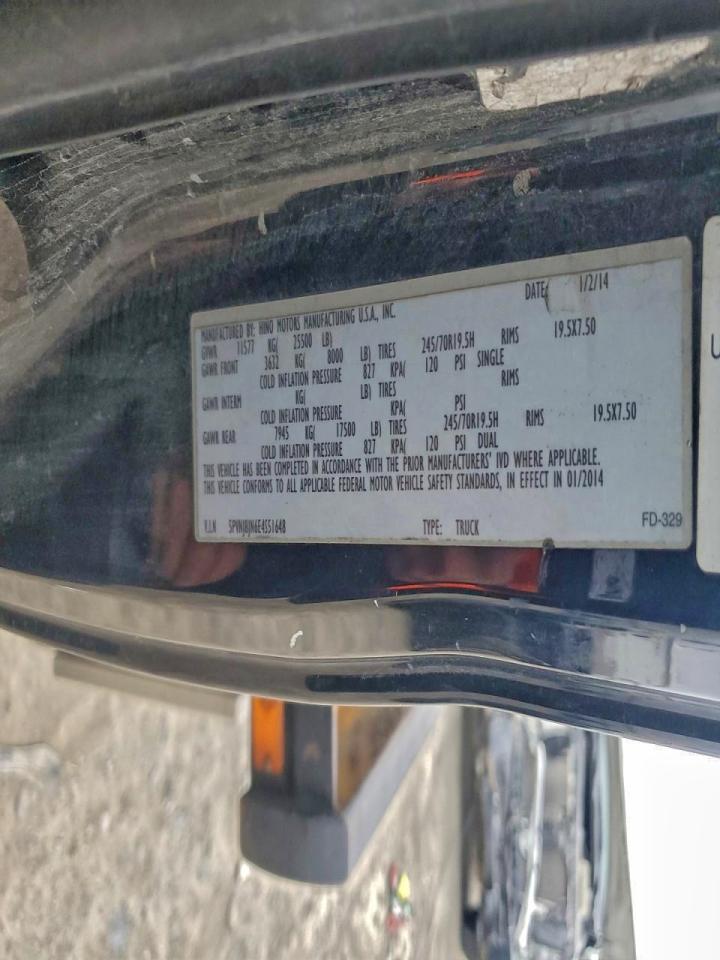 MANUFACTURED BY: HINO MOTORS MANUFACTURING U.S.A., INC. DATE: 1/2/14
GVWR 11577 KG( 25500 LB)
GAWR FRONT 3632 KG( 8000 LB) TIRES 245/70R19.5H RIMS 19.5X7.50
COLD INFLATION PRESSURE 827 KPA( 120 PSI SINGLE
GAWR INTERM KG( LB) TIRES RIMS
COLD INFLATION PRESSURE KPA( PSI
GAWR REAR 7945 KG( 17500 LB) TIRES 245/70R19.5H RIMS 19.5X7.50
COLD INFLATION PRESSURE 827 KPA( 120 PSI DUAL
THIS VEHICLE HAS BEEN COMPLETED IN ACCORDANCE WITH THE PRIOR MANUFACTURERS' IVD WHERE APPLICABLE.
THIS VEHICLE CONFORMS TO ALL APPLICABLE FEDERAL MOTOR VEHICLE SAFETY STANDARDS, IN EFFECT IN 01/2014
V.I.N 5PVNJ8JN6E4S51648 TYPE: TRUCK
FD-329